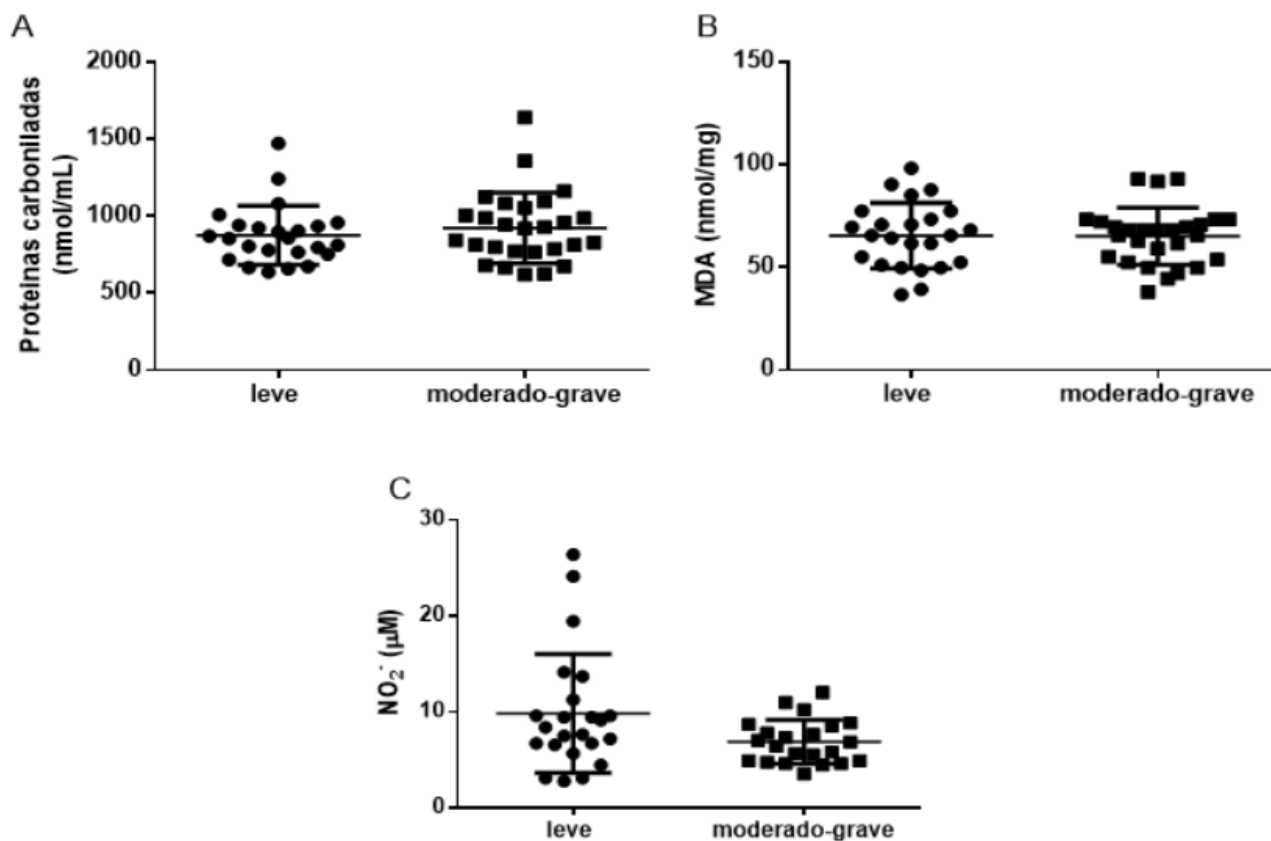 A
Proteínas carboniladas
(nmol/mL)
2000
1500
1000
500
0
leve
moderado-grave
B
MDA (nmol/mg)
150
100
50
0
leve
moderado-grave
C
NO₂⁻ (µM)
30
20
10
0
leve
moderado-grave